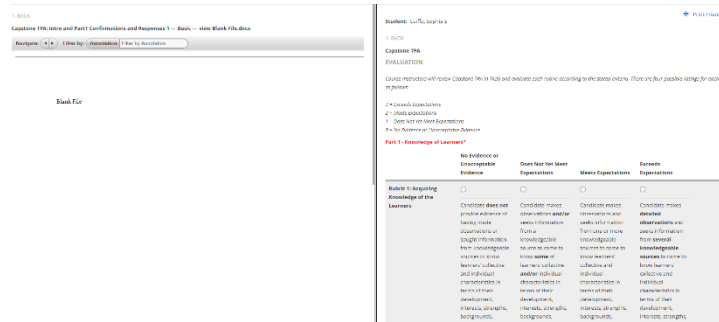 < BACK
Capstone TPA: Intro and Part1 Confirmations and Responses 1 -- Basic -- view Blank File.docx
Navigate: Filter by: Annotation Filter by Annotation
Blank File
Student:
< BACK
Capstone TPA
EVALUATION
Course instructors will review Capstone TPA in TK20 and evaluate each rubric according to the stated criteria. There are four possible ratings for each
as follows:
3 = Exceeds Expectations
2 = Meets Expectations
1 = Does Not Yet Meet Expectations
0 = No Evidence or Unacceptable Evidence
Part 1 - Knowledge of Learners*
No Evidence or Unacceptable Evidence
Does Not Yet Meet Expectations
Meets Expectations
Exceeds Expectations
Rubric 1: Acquiring Knowledge of the Learners
Candidate does not
provide evidence of
having made
observations or
sought information
from knowledgeable
sources to know
learners' collective
and individual
characteristics in
terms of their
development,
interests, strengths,
backgrounds,
Candidate makes
observations and/or
seeks information
from a
knowledgeable
source to come to
know some of
learners' collective
and/or individual
characteristics in
terms of their
development,
interests, strengths,
backgrounds,
Candidate makes
observations and
seeks information
from one or more
knowledgeable
sources to come to
know learners'
collective and
individual
characteristics in
terms of their
development,
interests, strengths,
backgrounds,
Candidate makes
detailed
observations and
seeks information
from several
knowledgeable
sources to come to
know learners'
collective and
individual
characteristics in
terms of their
development,
interests, strengths,